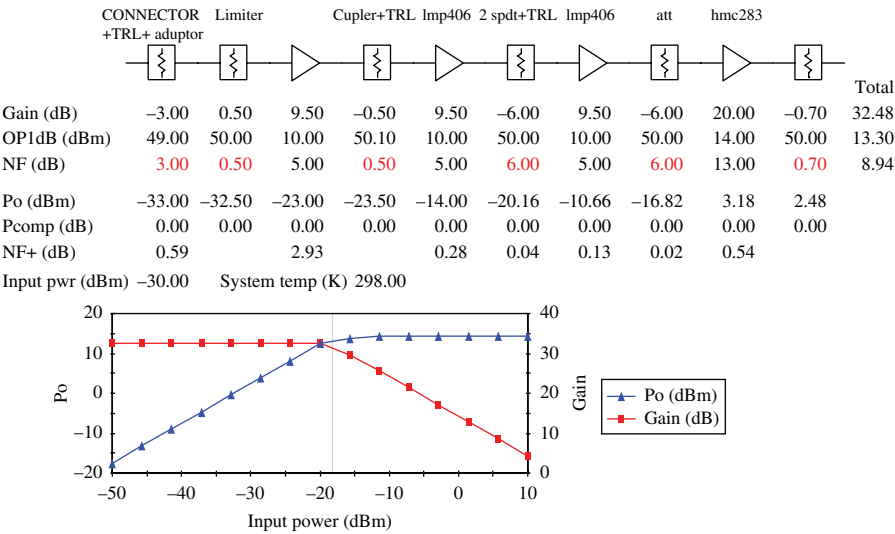 CONNECTOR Limiter Cupler+TRL lmp406 2 spdt+TRL lmp406 att hmc283
+TRL+ aduptor
Total
Gain (dB) –3.00 0.50 9.50 –0.50 9.50 –6.00 9.50 –6.00 20.00 –0.70 32.48
OP1dB (dBm) 49.00 50.00 10.00 50.10 10.00 50.00 10.00 50.00 14.00 50.00 13.30
NF (dB) 3.00 0.50 5.00 0.50 5.00 6.00 5.00 6.00 13.00 0.70 8.94
Po (dBm) –33.00 –32.50 –23.00 –23.50 –14.00 –20.16 –10.66 –16.82 3.18 2.48
Pcomp (dB) 0.00 0.00 0.00 0.00 0.00 0.00 0.00 0.00 0.00 0.00
NF+ (dB) 0.59 2.93 0.28 0.04 0.13 0.02 0.54
Input pwr (dBm) –30.00 System temp (K) 298.00
20 40
10 30
0 20
–10 10
–20 0
Po
Gain
Po (dBm)
Gain (dB)
–50 –40 –30 –20 –10 0 10
Input power (dBm)